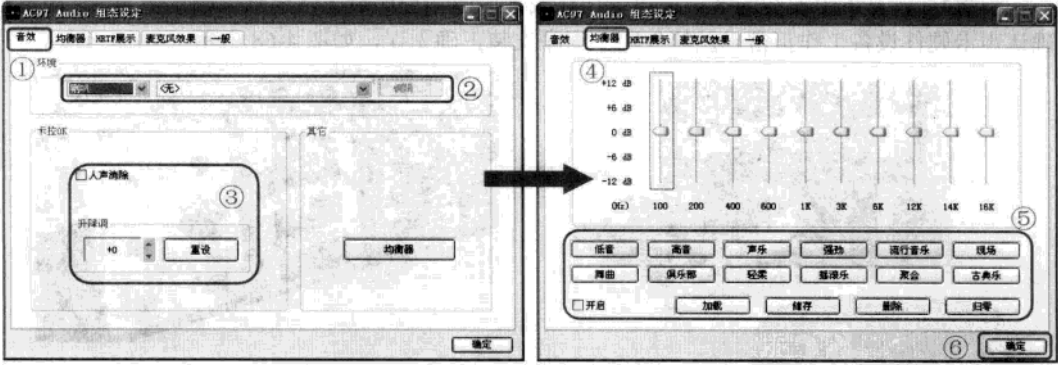 AC97 Audio 组态设定
音效 均衡器 HRTF展示 麦克风效果 一般
①
环境
<无>
②
卡拉OK
其它
人声消除
③
升降调
+0
重设
均衡器
确定
AC97 Audio 组态设定
音效 均衡器 HRTF展示 麦克风效果 一般
④
+12 dB
+6 dB
0 dB
-6 dB
-12 dB
(Hz) 100 200 400 600 1K 3K 6K 12K 14K 16K
⑤
低音 高音 声乐 强劲 流行音乐 现场
舞曲 俱乐部 轻柔 摇滚乐 聚会 古典乐
开启 加载 储存 删除 归零
⑥
确定